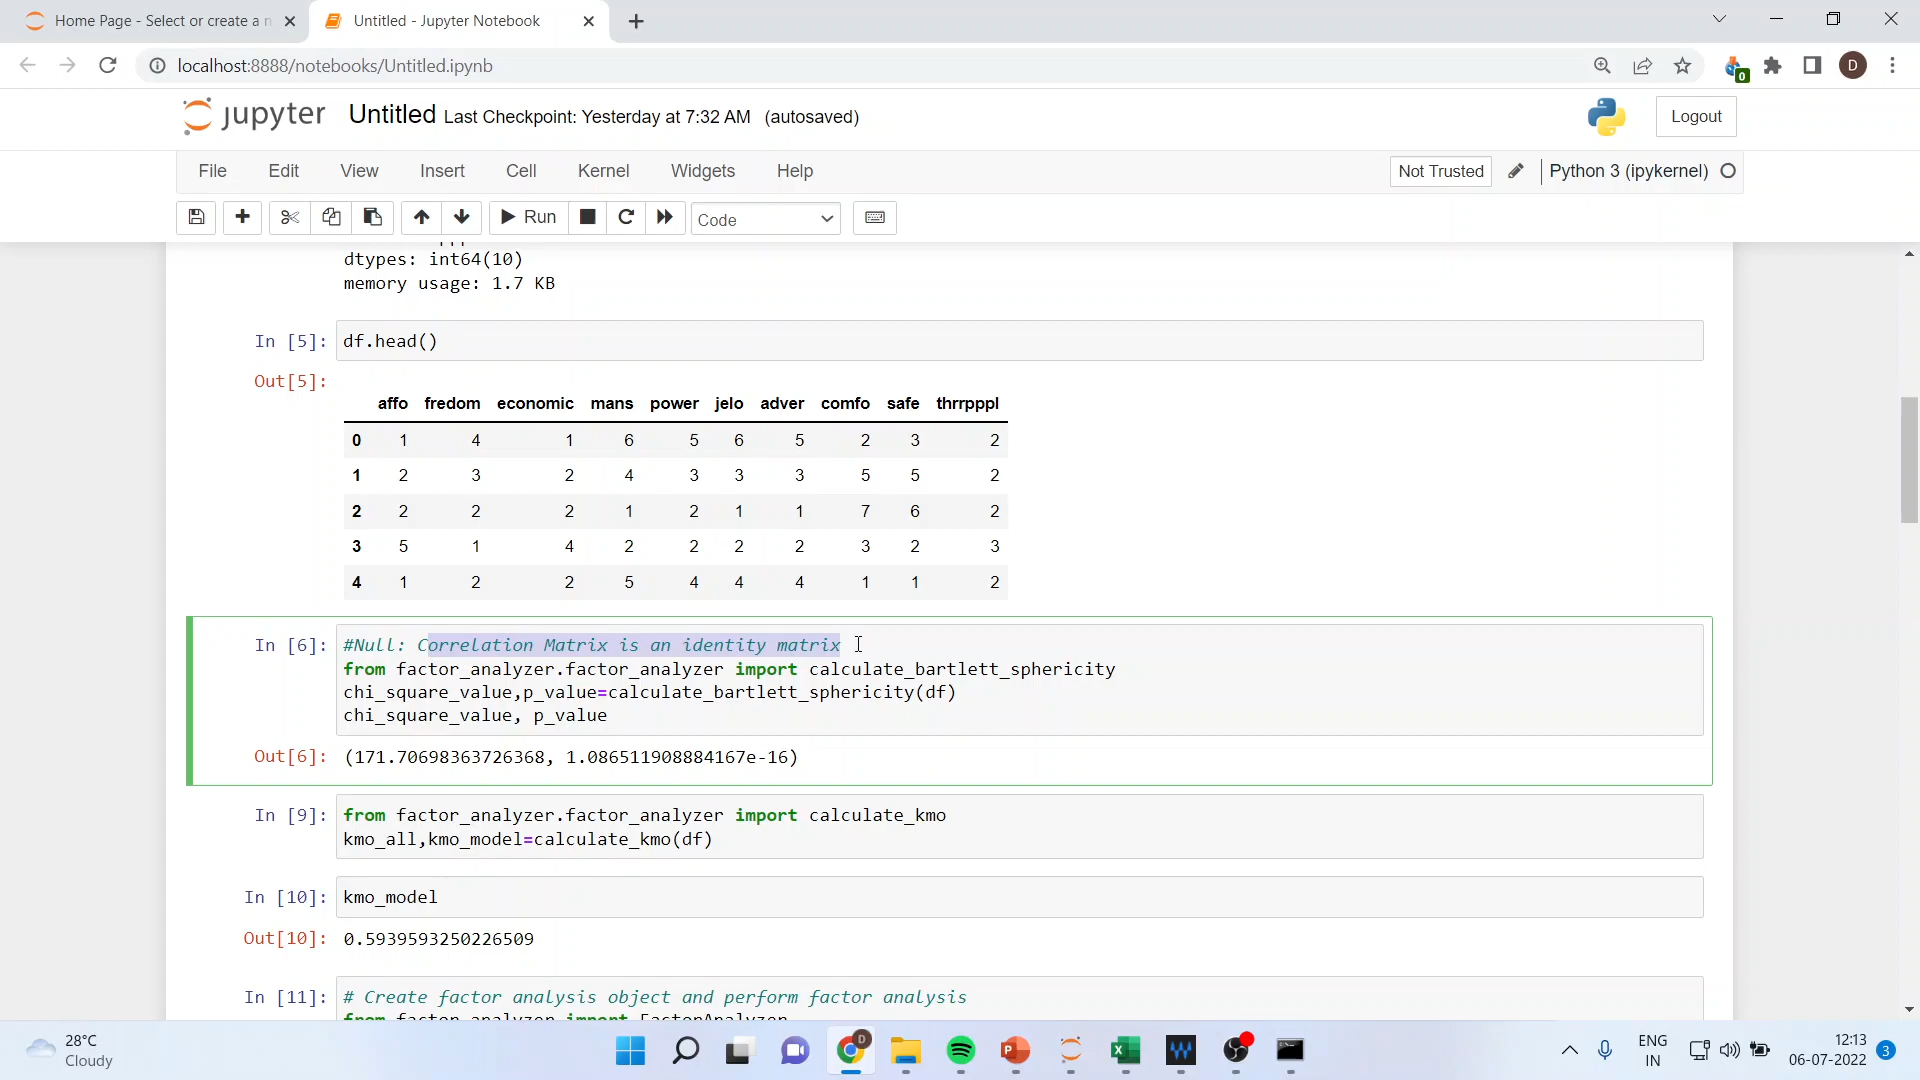 Home Page - Select or create a n
Untitled - Jupyter Notebook
localhost:8888/notebooks/Untitled.ipynb
0
D
jupyter Untitled Last Checkpoint: Yesterday at 7:32 AM (autosaved)
Logout
File Edit View Insert Cell Kernel Widgets Help
Not Trusted
Python 3 (ipykernel)
Run
Code
dtypes: int64(10)
memory usage: 1.7 KB
In [5]: df.head()
Out[5]:
affo fredom economic mans power jelo adver comfo safe thrrpppl
0 1 4 1 6 5 6 5 2 3 2
1 2 3 2 4 3 3 3 5 5 2
2 2 2 2 1 2 1 1 7 6 2
3 5 1 4 2 2 2 2 3 2 3
4 1 2 2 5 4 4 4 1 1 2
In [6]: #Null: Correlation Matrix is an identity matrix
from factor_analyzer.factor_analyzer import calculate_bartlett_sphericity
chi_square_value,p_value=calculate_bartlett_sphericity(df)
chi_square_value, p_value
Out[6]: (171.70698363726368, 1.086511908884167e-16)
In [9]: from factor_analyzer.factor_analyzer import calculate_kmo
kmo_all,kmo_model=calculate_kmo(df)
In [10]: kmo_model
Out[10]: 0.5939593250226509
In [11]: # Create factor analysis object and perform factor analysis
from factor_analyzer import FactorAnalyzer
28°C
Cloudy
D
ENG
IN
12:13
06-07-2022
3